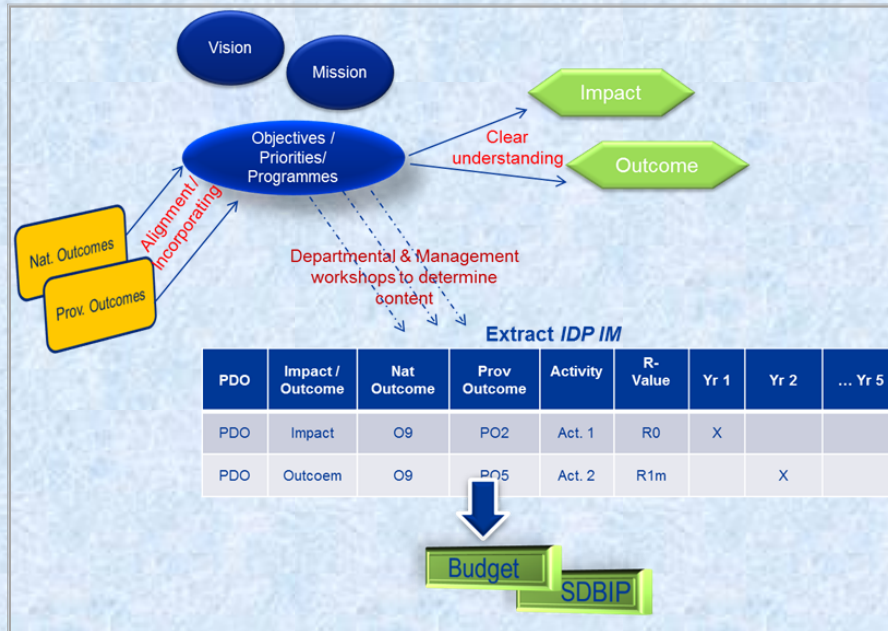 Vision
Mission
Objectives /
Priorities/
Programmes
Impact
Clear
understanding
Outcome
Alignment /
Incorporating
Nat. Outcomes
Prov. Outcomes
Departmental & Management
workshops to determine
content
Extract IDP IM
PDO Impact / Outcome Nat Outcome Prov Outcome Activity R-Value Yr 1 Yr 2 ... Yr 5
PDO Impact O9 PO2 Act. 1 R0 X
PDO Outcoem O9 PO5 Act. 2 R1m X
Budget
SDBIP